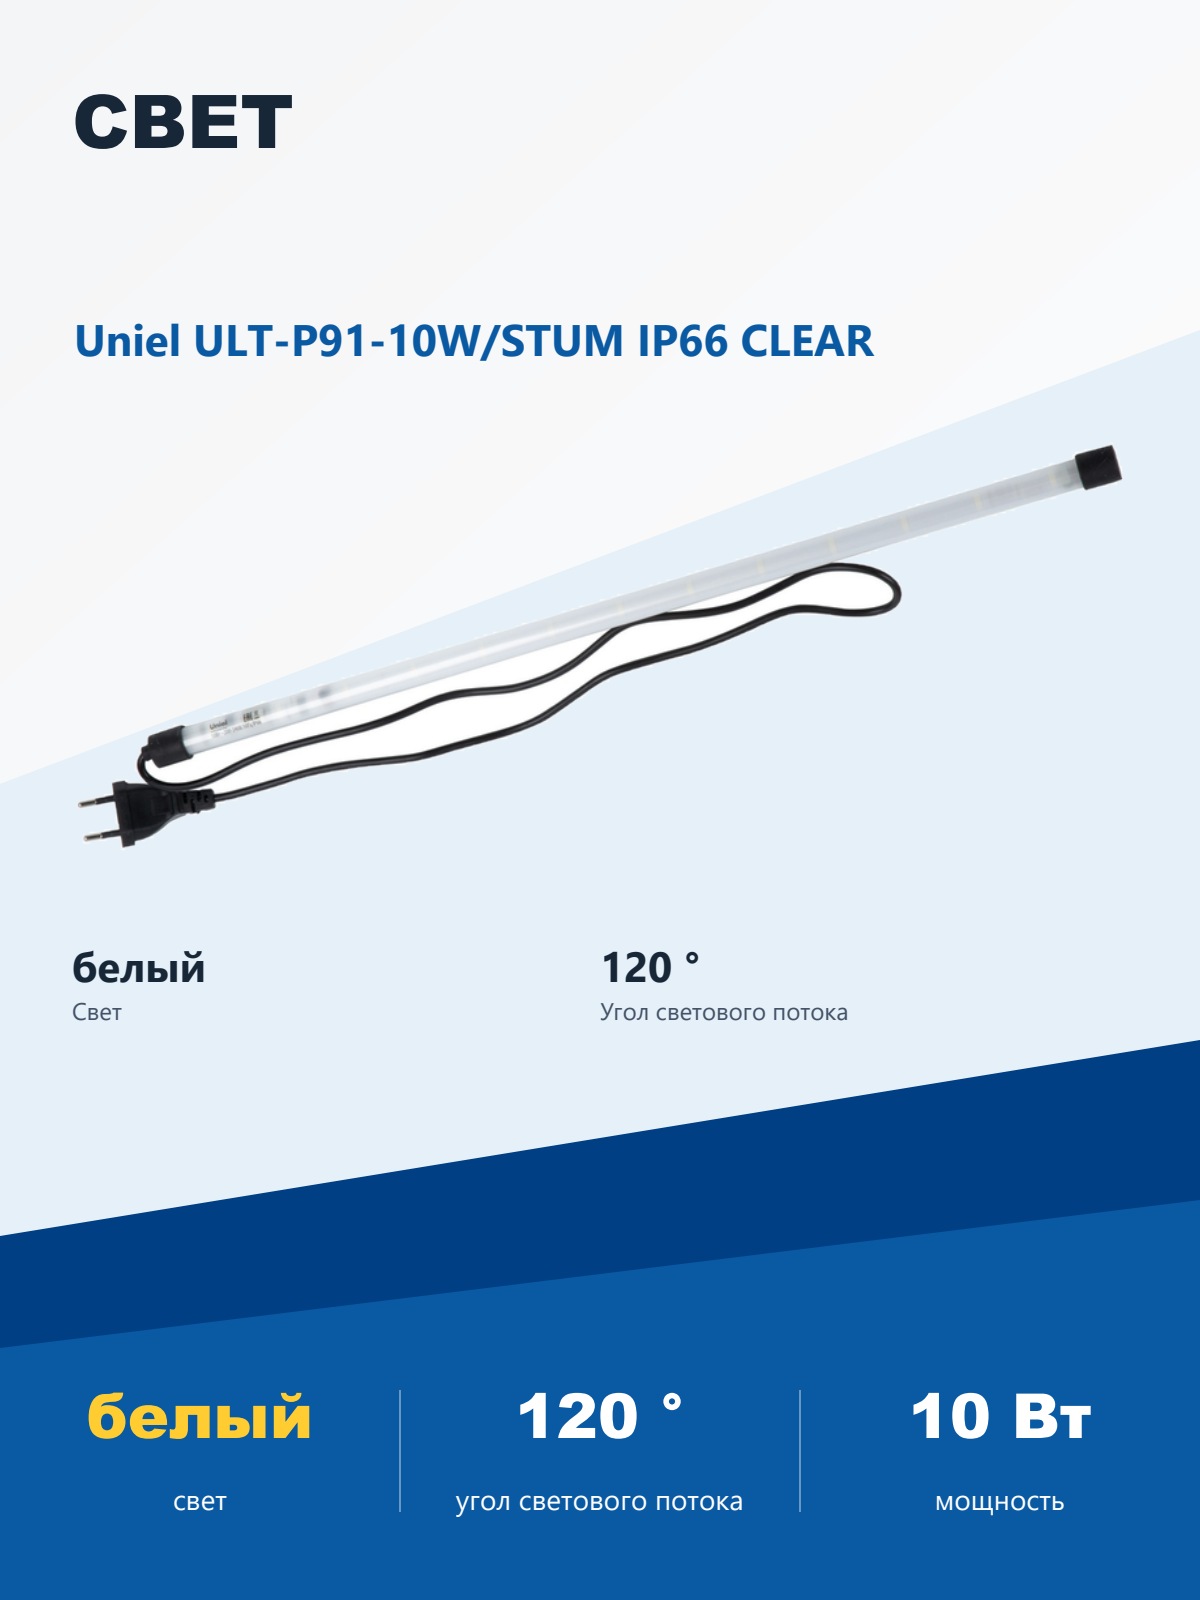 СВЕТ
Uniel ULT-P91-10W/STUM IP66 CLEAR
Uniel
белый
Свет
120 °
Угол светового потока
белый
свет
120 °
угол светового потока
10 Вт
мощность